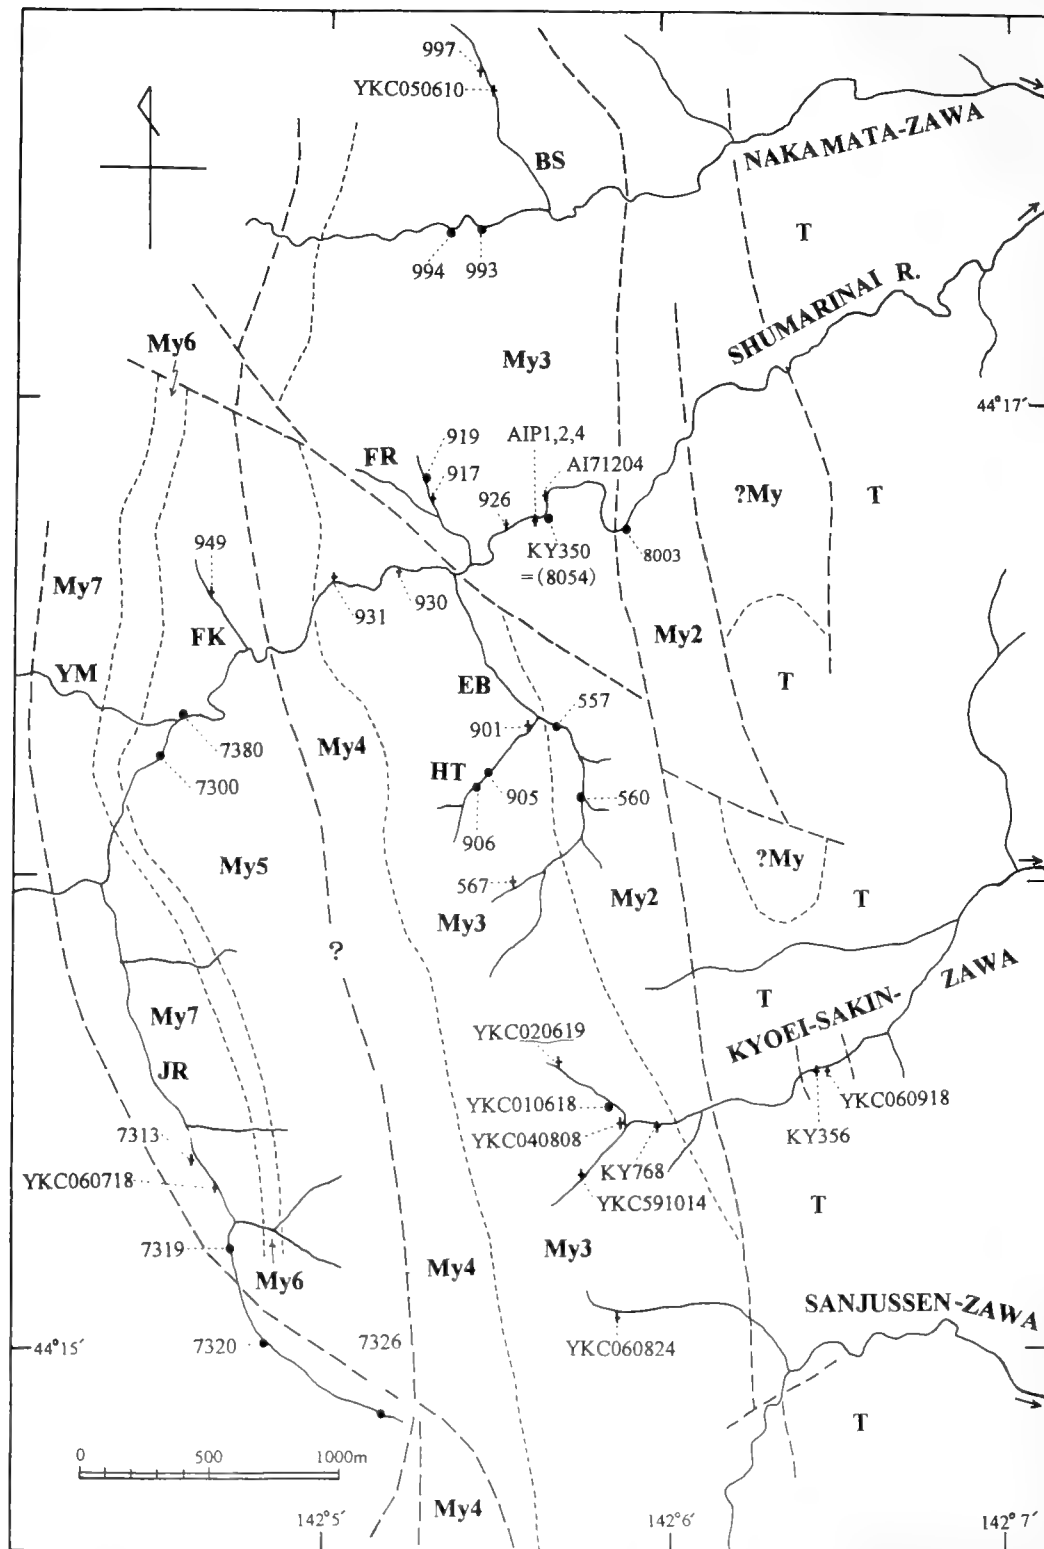 997
YKC050610
BS
NAKAMATA-ZAWA
T
994
993
SHUMARINAI R.
My6
My3
44°17′
919
AIP1,2,4
FR
917
AI71204
926
?My
T
949
KY350
=(8054)
8003
My7
931
930
FK
My2
YM
EB
T
557
7380
My4
901
7300
HT
905
560
906
?My
My5
567
My2
T
My3
?
ZAWA
T
My7
KYOEI-SAKIN-
YKC020619
JR
YKC010618
YKC060918
YKC040808
7313
KY356
KY768
YKC060718
YKC591014
T
7319
My3
My4
My6
SANJUSSEN-ZAWA
44°15′
7320
7326
YKC060824
T
0
500
1000m
My4
142°5′
142°6′
142°7′